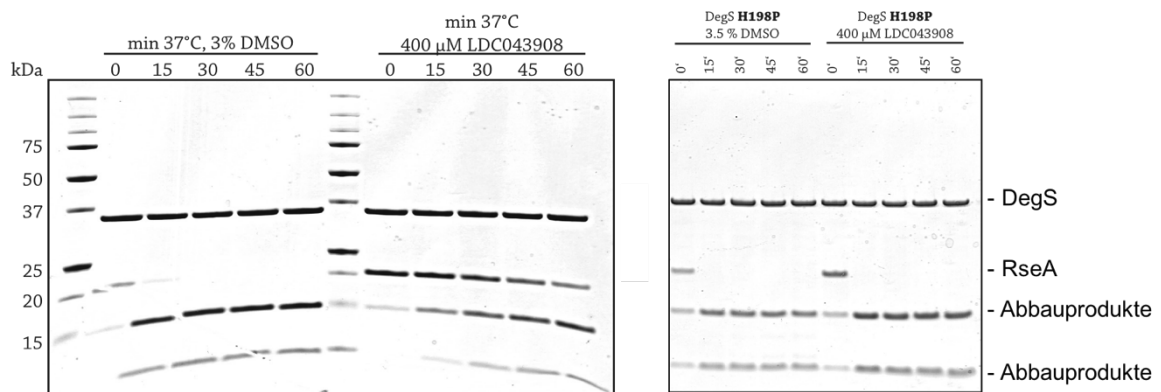 min 37°C, 3% DMSO
min 37°C
400 µM LDC043908
kDa
0 15 30 45 60
0 15 30 45 60
75
50
37
25
20
15
DegS H198P
3.5 % DMSO
DegS H198P
400 µM LDC043908
0' 15' 30' 45' 60'
0' 15' 30' 45' 60'
- DegS
- RseA
- Abbauprodukte
- Abbauprodukte